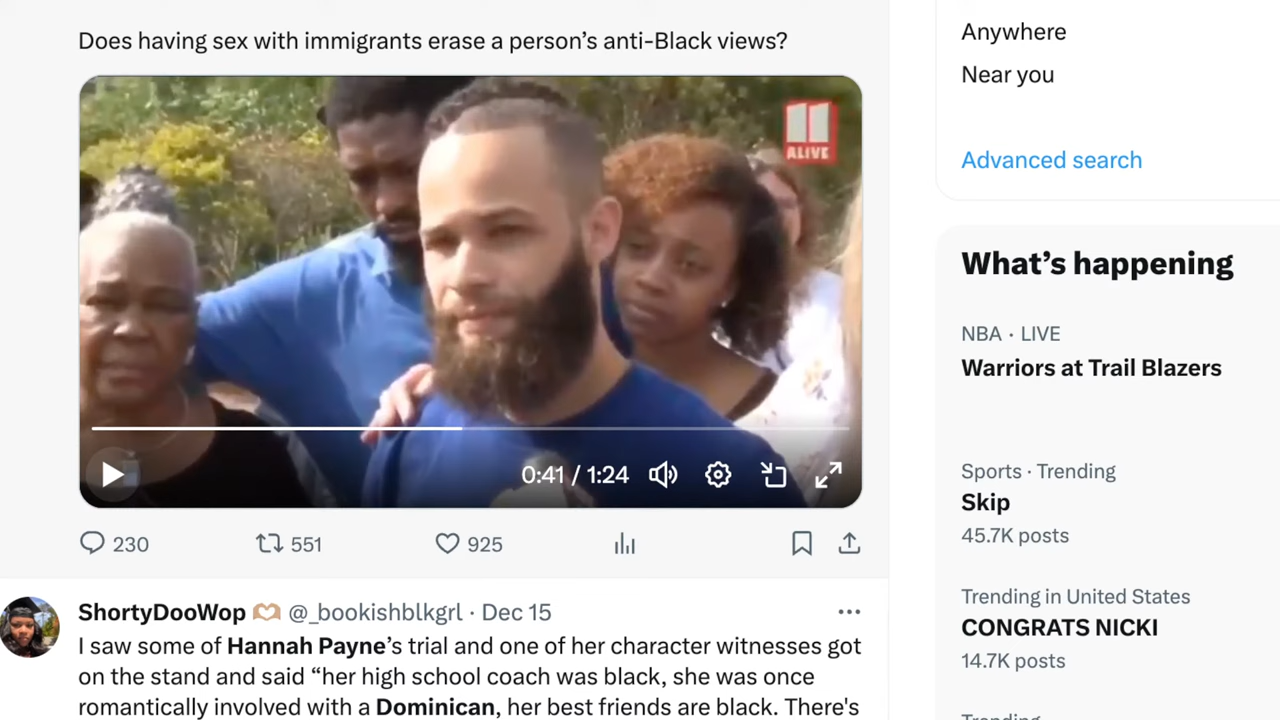 Does having sex with immigrants erase a person's anti-Black views?
11
ALIVE
0:41 / 1:24
230
551
925
ShortyDooWop 🫶🏼 @_bookishblkgrl · Dec 15
I saw some of Hannah Payne's trial and one of her character witnesses got
on the stand and said “her high school coach was black, she was once
romantically involved with a Dominican, her best friends are black. There's
Anywhere
Near you
Advanced search
What's happening
NBA · LIVE
Warriors at Trail Blazers
Sports · Trending
Skip
45.7K posts
Trending in United States
CONGRATS NICKI
14.7K posts
Trending